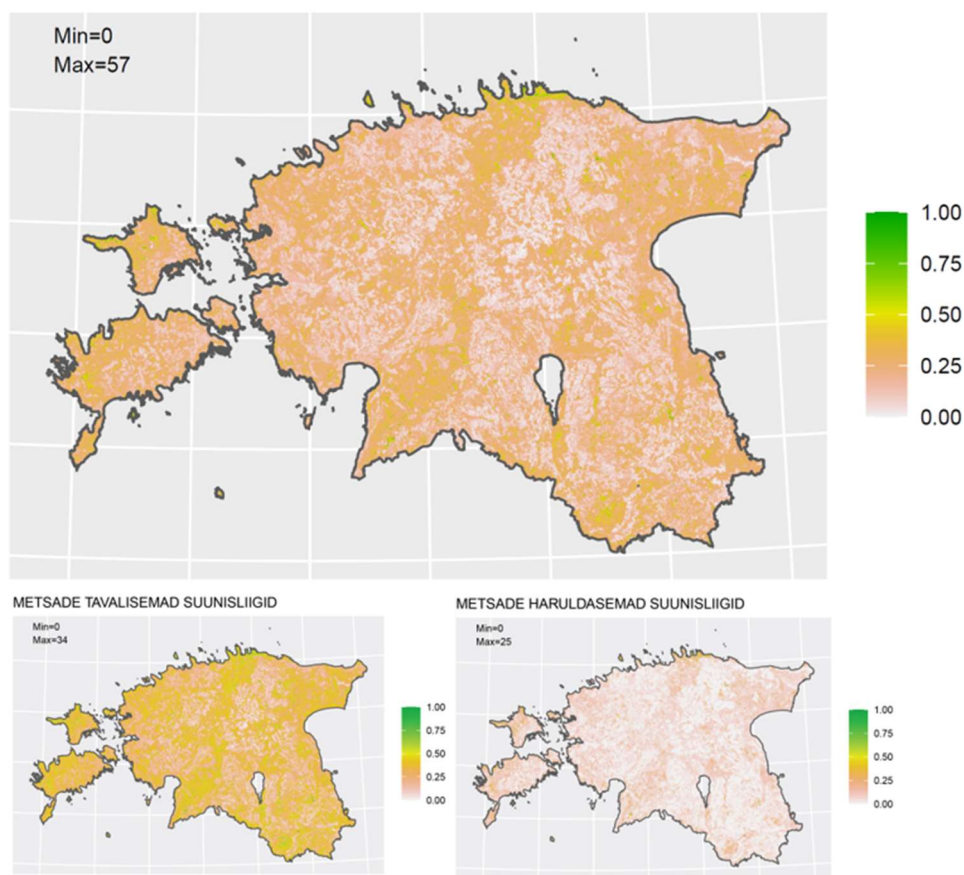 Min=0
Max=57
1.00
0.75
0.50
0.25
0.00
METSADE TAVALISEMAD SUUNISLIIGID
Min=0
Max=34
1.00
0.75
0.50
0.25
0.00
METSADE HARULDASEMAD SUUNISLIIGID
Min=0
Max=25
1.00
0.75
0.50
0.25
0.00